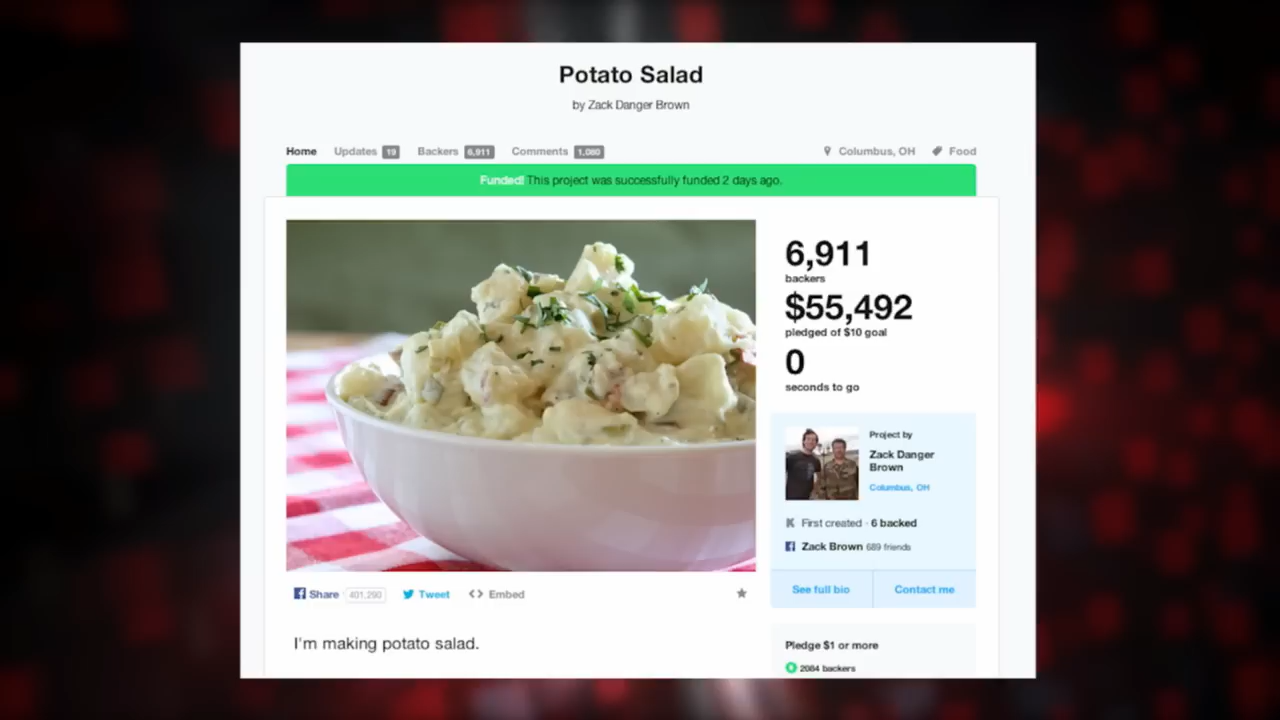 Potato Salad
by Zack Danger Brown
Home Updates 19 Backers 6,911 Comments 1,080 Columbus, OH Food
Funded! This project was successfully funded 2 days ago.
6,911
backers
$55,492
pledged of $10 goal
0
seconds to go
Project by
Zack Danger
Brown
Columbus, OH
K First created · 6 backed
Zack Brown 689 friends
See full bio Contact me
Share 401,290 Tweet Embed
I'm making potato salad.
Pledge $1 or more
2084 backers